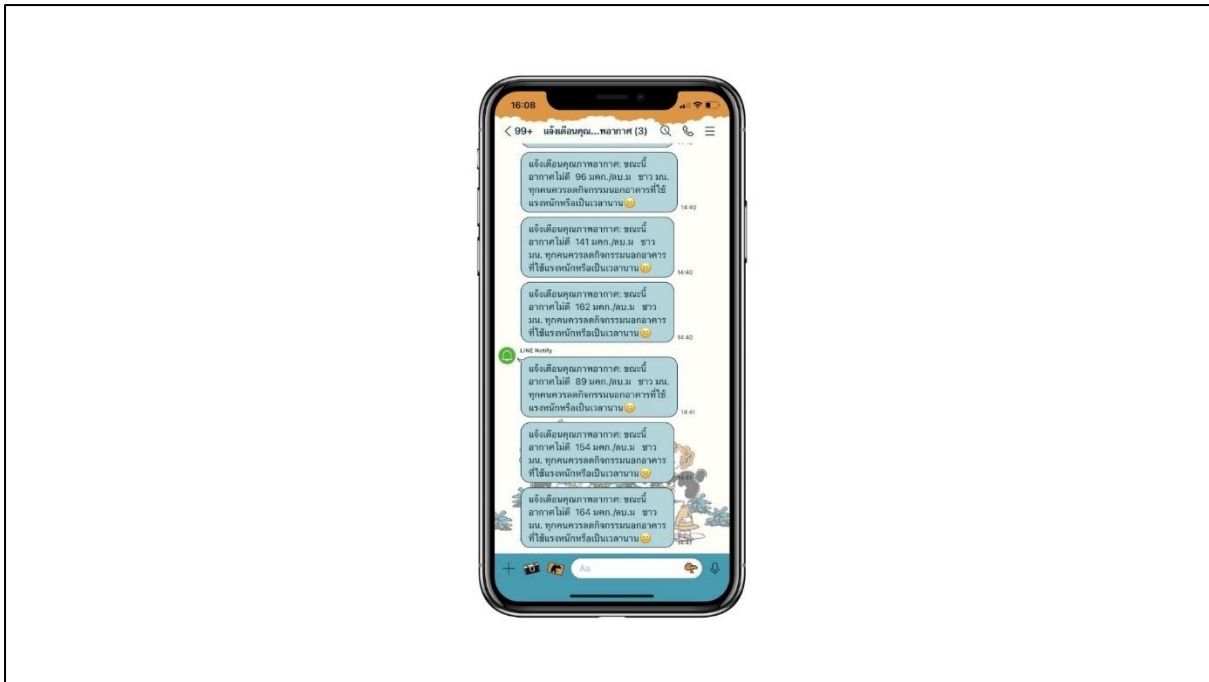 16:08
99+ แจ้งเตือนคุณ...พอากาศ (3)
แจ้งเตือนคุณภาพอากาศ: ขณะนี้
อากาศไม่ดี 96 มคก./ลบ.ม ชาว มน.
ทุกคนควรลดกิจกรรมนอกอาคารที่ใช้
แรงหนักหรือเป็นเวลานาน
14:40
แจ้งเตือนคุณภาพอากาศ: ขณะนี้
อากาศไม่ดี 141 มคก./ลบ.ม ชาว
มน. ทุกคนควรลดกิจกรรมนอกอาคาร
ที่ใช้แรงหนักหรือเป็นเวลานาน
14:40
แจ้งเตือนคุณภาพอากาศ: ขณะนี้
อากาศไม่ดี 162 มคก./ลบ.ม ชาว
มน. ทุกคนควรลดกิจกรรมนอกอาคาร
ที่ใช้แรงหนักหรือเป็นเวลานาน
14:40
LINE Notify
แจ้งเตือนคุณภาพอากาศ: ขณะนี้
อากาศไม่ดี 89 มคก./ลบ.ม ชาว มน.
ทุกคนควรลดกิจกรรมนอกอาคารที่ใช้
แรงหนักหรือเป็นเวลานาน
14:41
แจ้งเตือนคุณภาพอากาศ: ขณะนี้
อากาศไม่ดี 154 มคก./ลบ.ม ชาว
มน. ทุกคนควรลดกิจกรรมนอกอาคาร
ที่ใช้แรงหนักหรือเป็นเวลานาน
14:41
แจ้งเตือนคุณภาพอากาศ: ขณะนี้
อากาศไม่ดี 164 มคก./ลบ.ม ชาว
มน. ทุกคนควรลดกิจกรรมนอกอาคาร
ที่ใช้แรงหนักหรือเป็นเวลานาน
14:41
Aa